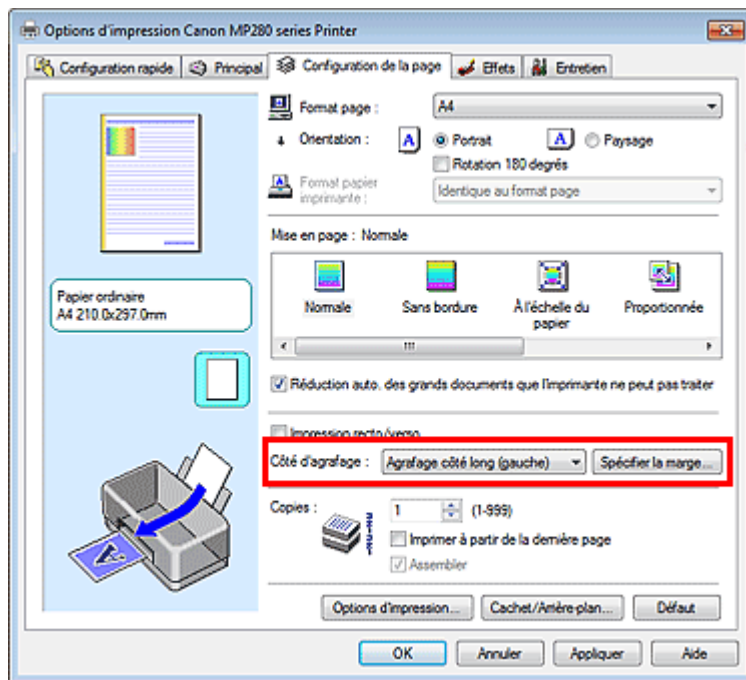 Options d'impression Canon MP280 series Printer
Configuration rapide Principal Configuration de la page Effets Entretien
Format page : A4
Orientation : A Portrait A Paysage
Rotation 180 degrés
Format papier imprimante : Identique au format page
Mise en page : Normale
Papier ordinaire
A4 210.0x297.0mm
Normale Sans bordure À l'échelle du papier Proportionnée
Réduction auto. des grands documents que l'imprimante ne peut pas traiter
Impression recto/verso
Côté d'agrafage : Agrafage côté long (gauche) Spécifier la marge...
Copies : 1 (1-999)
Imprimer à partir de la dernière page
Assembler
Options d'impression... Cachet/Arrière-plan... Défaut
OK Annuler Appliquer Aide